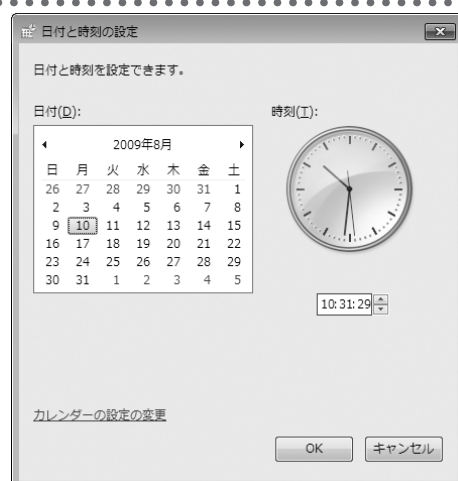 日付と時刻の設定
日付と時刻を設定できます。
日付(D):
時刻(T):
2009年8月
日 月 火 水 木 金 土
26 27 28 29 30 31 1
2 3 4 5 6 7 8
9 10 11 12 13 14 15
16 17 18 19 20 21 22
23 24 25 26 27 28 29
30 31 1 2 3 4 5
10:31:29
カレンダーの設定の変更
OK キャンセル